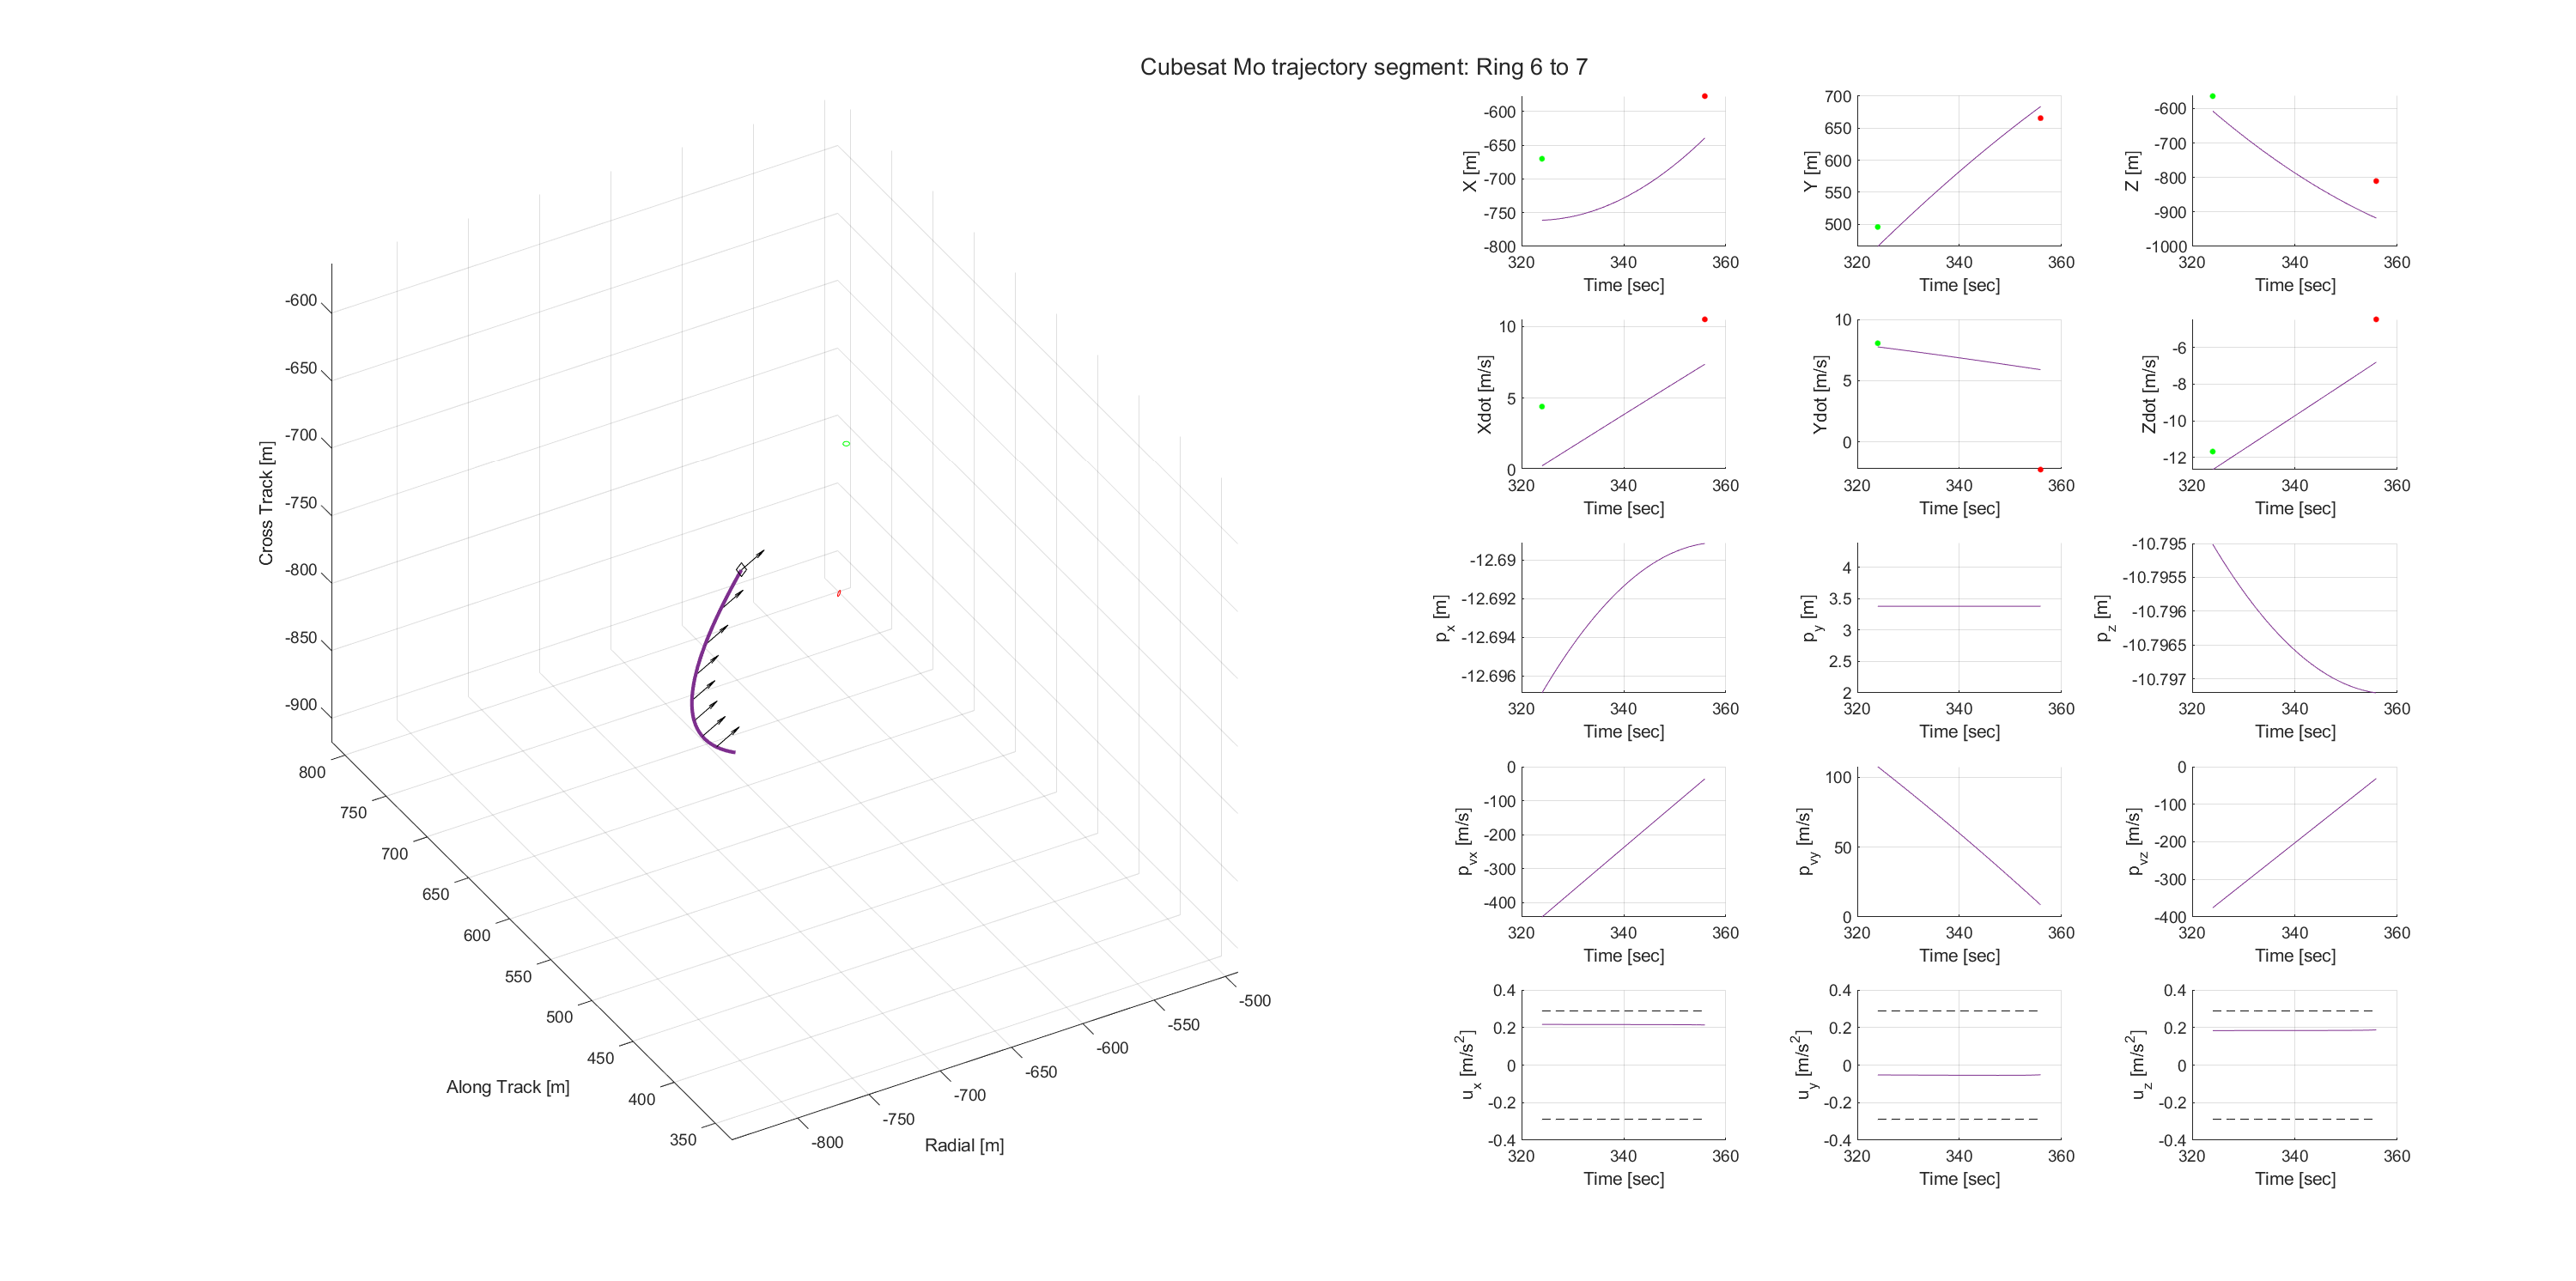 Cubesat Mo trajectory segment: Ring 6 to 7
-600
-650
-700
-750
-800
-850
-900
Cross Track [m]
800
750
700
650
600
550
500
450
400
350
Along Track [m]
-800
-750
-700
-650
-600
-550
-500
Radial [m]
-600
-650
-700
-750
-800
X [m]
320 340 360
Time [sec]
700
650
600
550
500
Y [m]
320 340 360
Time [sec]
-600
-700
-800
-900
-1000
Z [m]
320 340 360
Time [sec]
10
5
0
Xdot [m/s]
320 340 360
Time [sec]
10
5
0
Ydot [m/s]
320 340 360
Time [sec]
-6
-8
-10
-12
Zdot [m/s]
320 340 360
Time [sec]
-12.69
-12.692
-12.694
-12.696
p_x [m]
320 340 360
Time [sec]
4
3.5
3
2.5
2
p_y [m]
320 340 360
Time [sec]
-10.795
-10.7955
-10.796
-10.7965
-10.797
p_z [m]
320 340 360
Time [sec]
0
-100
-200
-300
-400
p_vx [m/s]
320 340 360
Time [sec]
100
50
0
p_vy [m/s]
320 340 360
Time [sec]
0
-100
-200
-300
-400
p_vz [m/s]
320 340 360
Time [sec]
0.4
0.2
0
-0.2
-0.4
u_x [m/s²]
320 340 360
Time [sec]
0.4
0.2
0
-0.2
-0.4
u_y [m/s²]
320 340 360
Time [sec]
0.4
0.2
0
-0.2
-0.4
u_z [m/s²]
320 340 360
Time [sec]